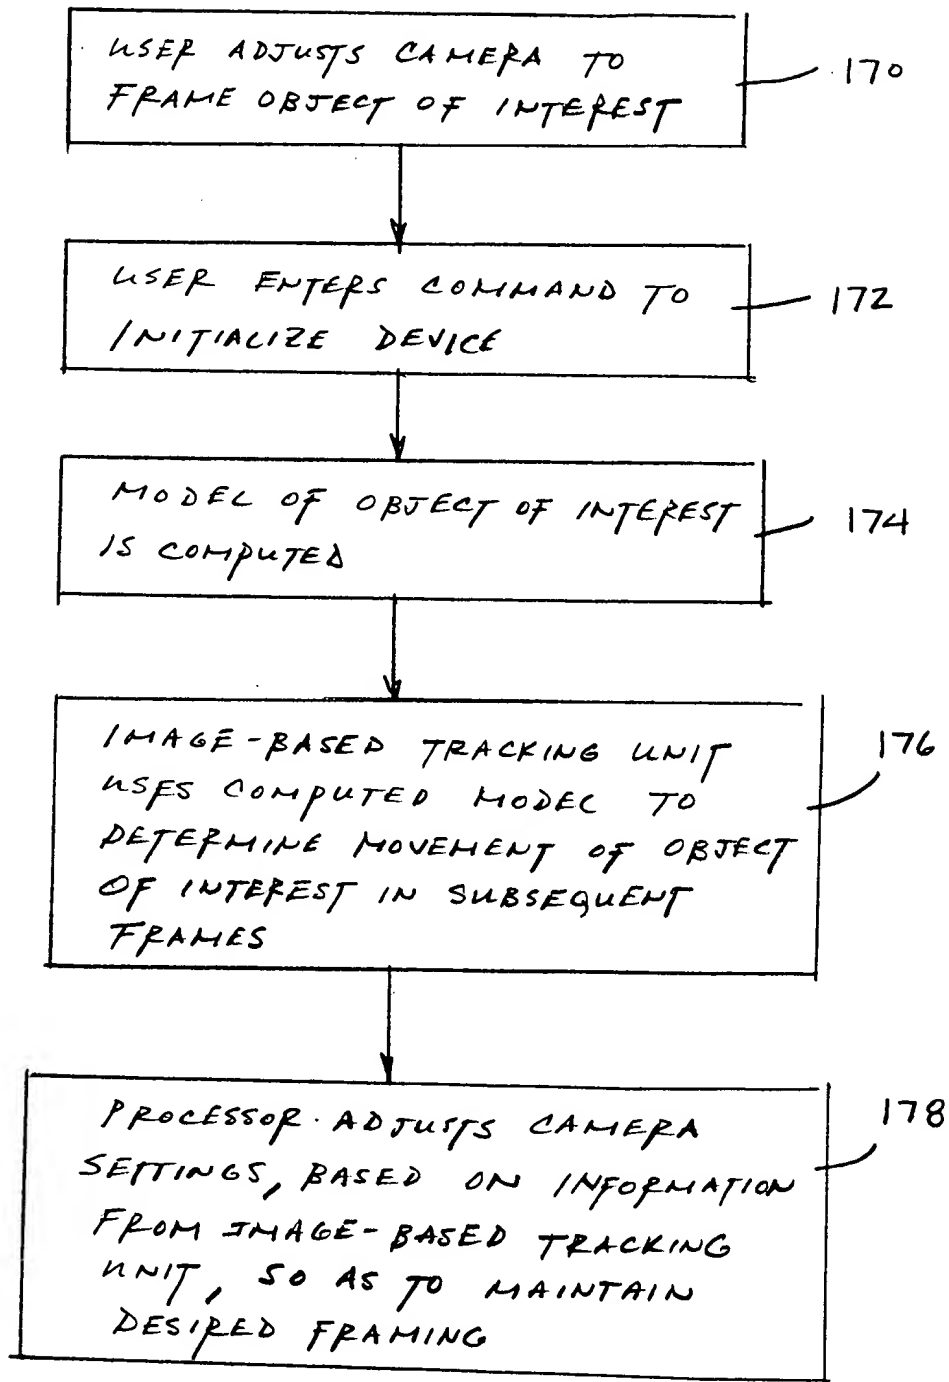 USER ADJUSTS CAMERA TO
FRAME OBJECT OF INTEREST
170
USER ENTERS COMMAND TO
INITIALIZE DEVICE
172
MODEL OF OBJECT OF INTEREST
IS COMPUTED
174
IMAGE-BASED TRACKING UNIT
USES COMPUTED MODEL TO
DETERMINE MOVEMENT OF OBJECT
OF INTEREST IN SUBSEQUENT
FRAMES
176
PROCESSOR ADJUSTS CAMERA
SETTINGS, BASED ON INFORMATION
FROM IMAGE-BASED TRACKING
UNIT, SO AS TO MAINTAIN
DESIRED FRAMING
178